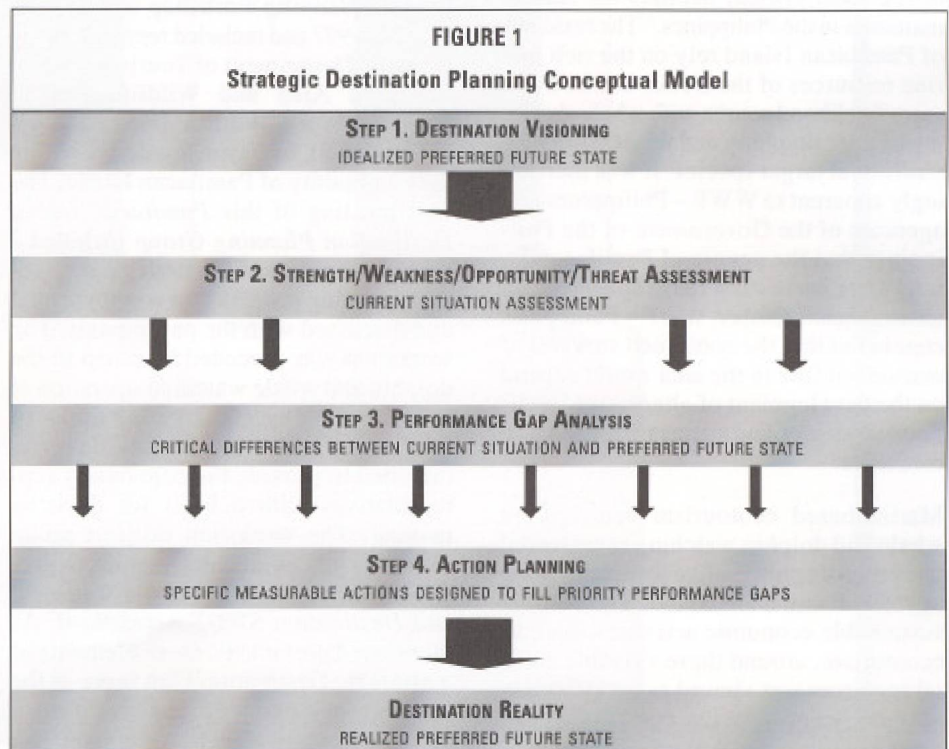 FIGURE 1
Strategic Destination Planning Conceptual Model
STEP 1. DESTINATION VISIONING
IDEALIZED PREFERRED FUTURE STATE
STEP 2. STRENGTH/WEAKNESS/OPPORTUNITY/THREAT ASSESSMENT
CURRENT SITUATION ASSESSMENT
STEP 3. PERFORMANCE GAP ANALYSIS
CRITICAL DIFFERENCES BETWEEN CURRENT SITUATION AND PREFERRED FUTURE STATE
STEP 4. ACTION PLANNING
SPECIFIC MEASURABLE ACTIONS DESIGNED TO FILL PRIORITY PERFORMANCE GAPS
DESTINATION REALITY
REALIZED PREFERRED FUTURE STATE